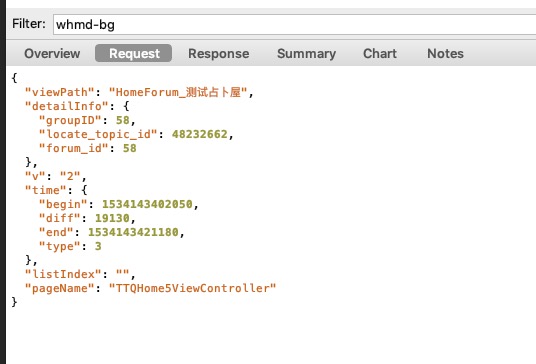 Filter: whmd-bg
Overview Request Response Summary Chart Notes
{
"viewPath": "HomeForum_测试占卜屋",
"detailInfo": {
"groupID": 58,
"locate_topic_id": 48232662,
"forum_id": 58
},
"v": "2",
"time": {
"begin": 1534143402050,
"diff": 19130,
"end": 1534143421180,
"type": 3
},
"listIndex": "",
"pageName": "TTQHome5ViewController"
}